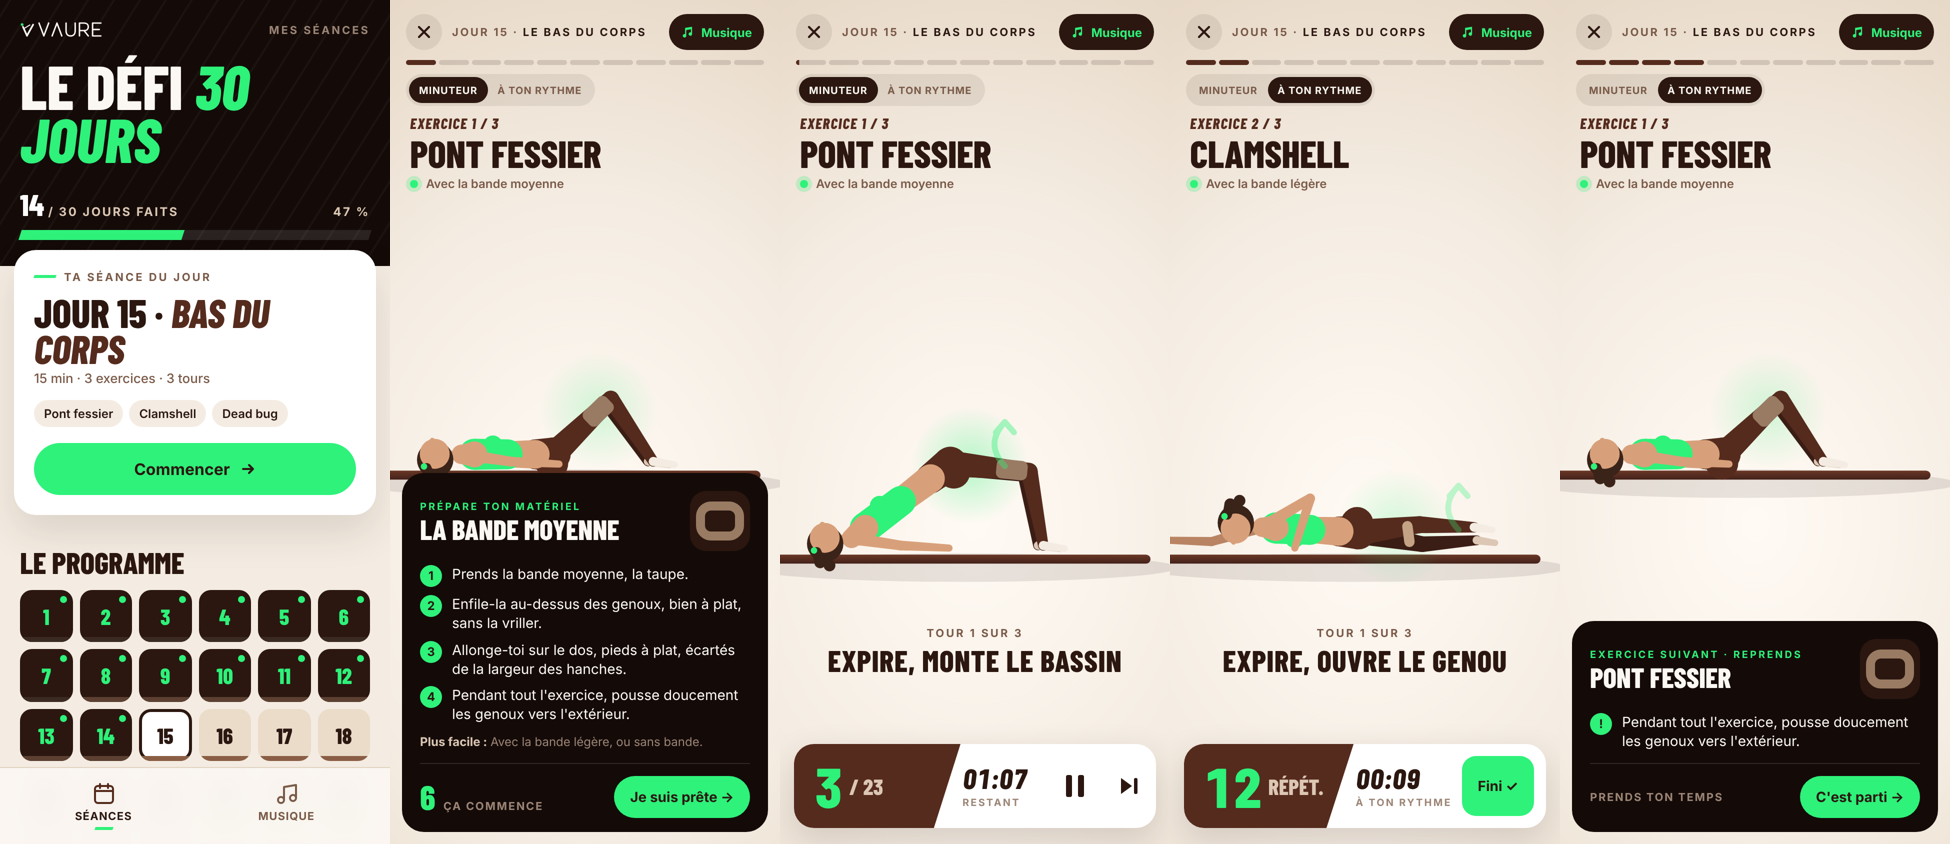 VAURE
MES SÉANCES
LE DÉFI 30
JOURS
14 / 30 JOURS FAITS
47 %
TA SÉANCE DU JOUR
JOUR 15 · BAS DU
CORPS
15 min · 3 exercices · 3 tours
Pont fessier
Clamshell
Dead bug
Commencer →
LE PROGRAMME
1 2 3 4 5 6
7 8 9 10 11 12
13 14 15 16 17 18
SÉANCES
MUSIQUE
JOUR 15 · LE BAS DU CORPS
Musique
MINUTEUR
À TON RYTHME
EXERCICE 1 / 3
PONT FESSIER
Avec la bande moyenne
PRÉPARE TON MATÉRIEL
LA BANDE MOYENNE
1 Prends la bande moyenne, la taupe.
2 Enfile-la au-dessus des genoux, bien à plat,
sans la vriller.
3 Allonge-toi sur le dos, pieds à plat, écartés
de la largeur des hanches.
4 Pendant tout l'exercice, pousse doucement
les genoux vers l'extérieur.
Plus facile : Avec la bande légère, ou sans bande.
6 ÇA COMMENCE
Je suis prête →
JOUR 15 · LE BAS DU CORPS
Musique
MINUTEUR
À TON RYTHME
EXERCICE 1 / 3
PONT FESSIER
Avec la bande moyenne
TOUR 1 SUR 3
EXPIRE, MONTE LE BASSIN
3 / 23
01:07
RESTANT
JOUR 15 · LE BAS DU CORPS
Musique
MINUTEUR
À TON RYTHME
EXERCICE 2 / 3
CLAMSHELL
Avec la bande légère
TOUR 1 SUR 3
EXPIRE, OUVRE LE GENOU
12 RÉPÉT.
00:09
À TON RYTHME
Fini ✓
JOUR 15 · LE BAS DU CORPS
Musique
MINUTEUR
À TON RYTHME
EXERCICE 1 / 3
PONT FESSIER
Avec la bande moyenne
EXERCICE SUIVANT · REPRENDS
PONT FESSIER
! Pendant tout l'exercice, pousse doucement
les genoux vers l'extérieur.
PRENDS TON TEMPS
C'est parti →